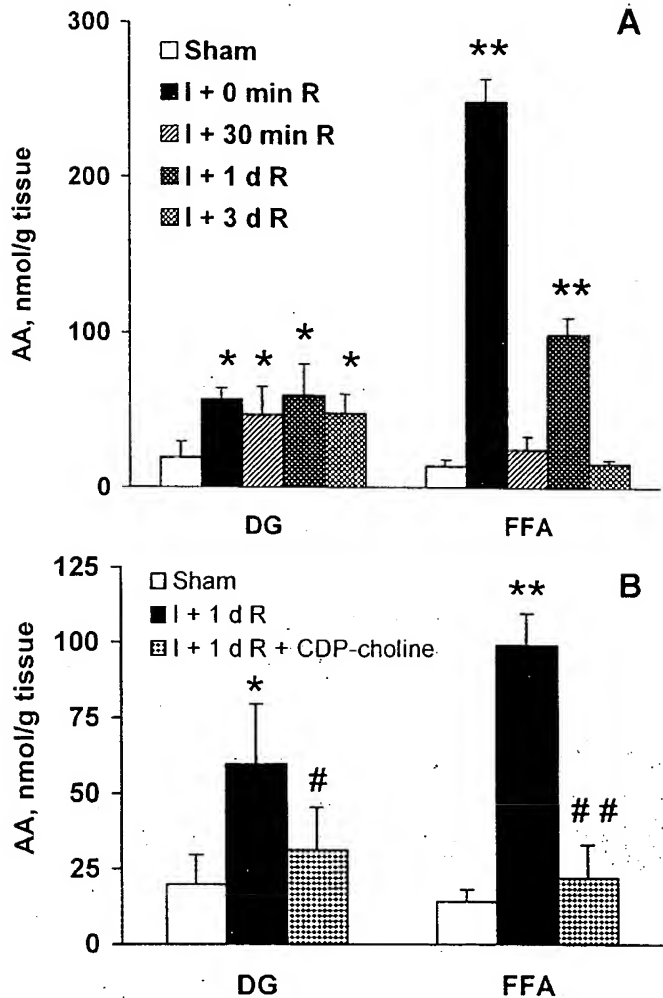 A
300
200
100
0
AA, nmol/g tissue
Sham
I + 0 min R
I + 30 min R
I + 1 d R
I + 3 d R
* * * *
** **
DG FFA
B
125
100
75
50
25
0
AA, nmol/g tissue
Sham
I + 1 d R
I + 1 d R + CDP-choline
* #
** ##
DG FFA